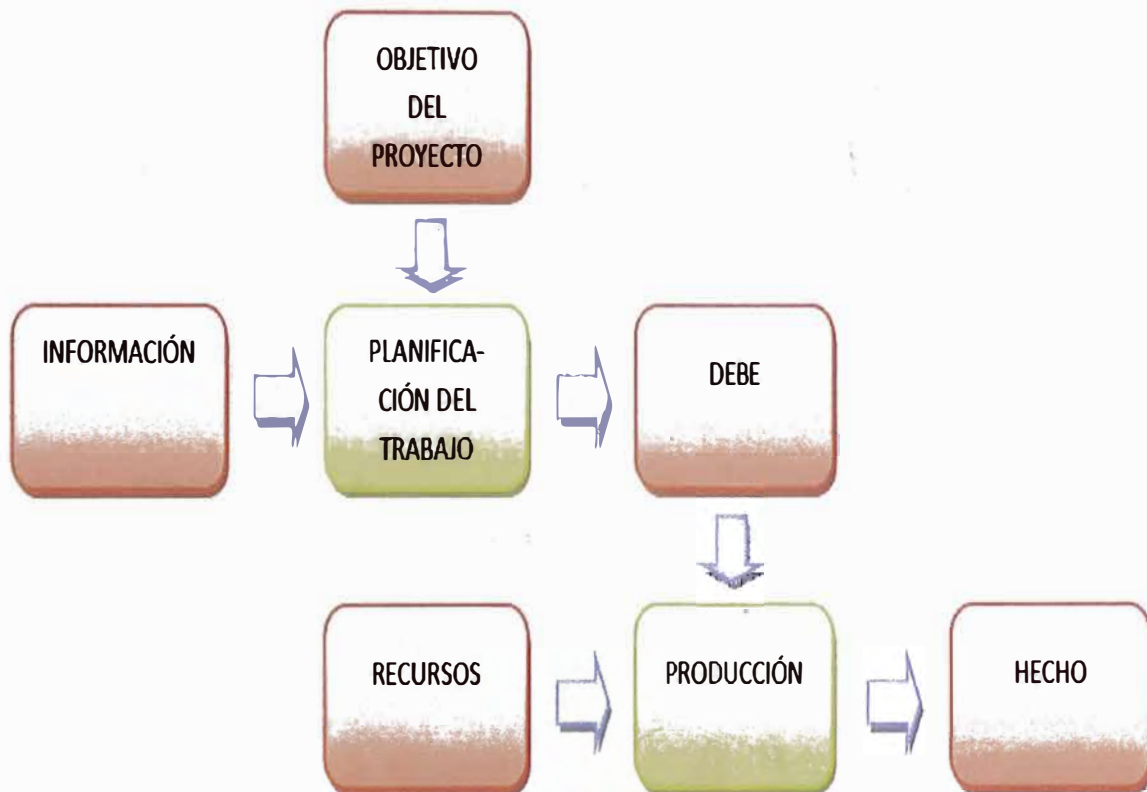 OBJETIVO
DEL
PROYECTO
INFORMACIÓN
PLANIFICA-
CIÓN DEL
TRABAJO
DEBE
RECURSOS
PRODUCCIÓN
HECHO